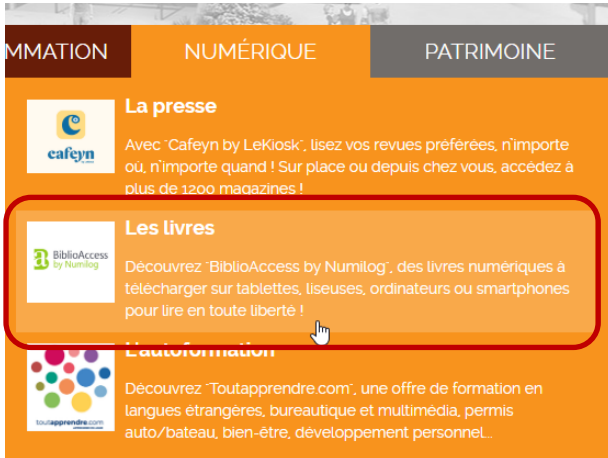 MMATION
NUMÉRIQUE
PATRIMOINE
cafeyn
La presse
Avec "Cafeyn by LeKiosk", lisez vos revues préférées, n'importe
où, n'importe quand ! Sur place ou depuis chez vous, accédez à
plus de 1200 magazines !
BiblioAccess
by Numilog
Les livres
Découvrez "BiblioAccess by Numilog", des livres numériques à
télécharger sur tablettes, liseuses, ordinateurs ou smartphones
pour lire en toute liberté !
toutapprendre.com
L'autoformation
Découvrez "Toutapprendre.com", une offre de formation en
langues étrangères, bureautique et multimédia, permis
auto/bateau, bien-être, développement personnel...